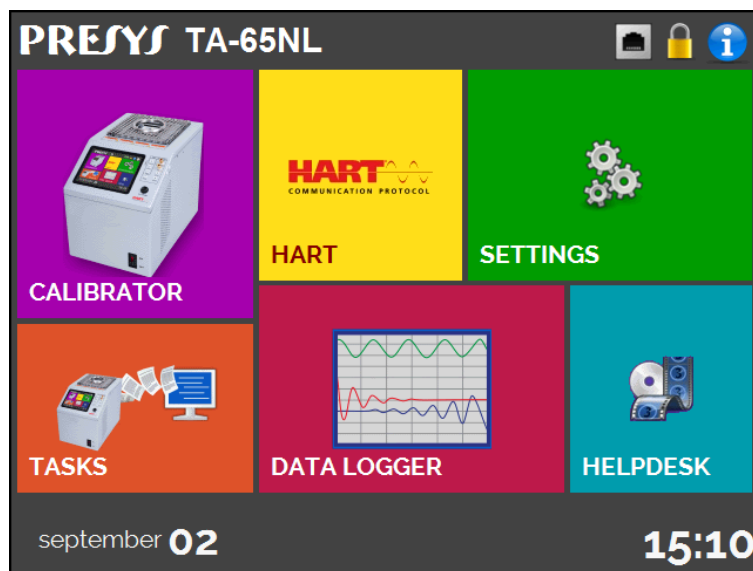 PRESYS TA-65NL
HART
COMMUNICATION PROTOCOL
CALIBRATOR
HART
SETTINGS
TASKS
DATA LOGGER
HELPDESK
september 02
15:10